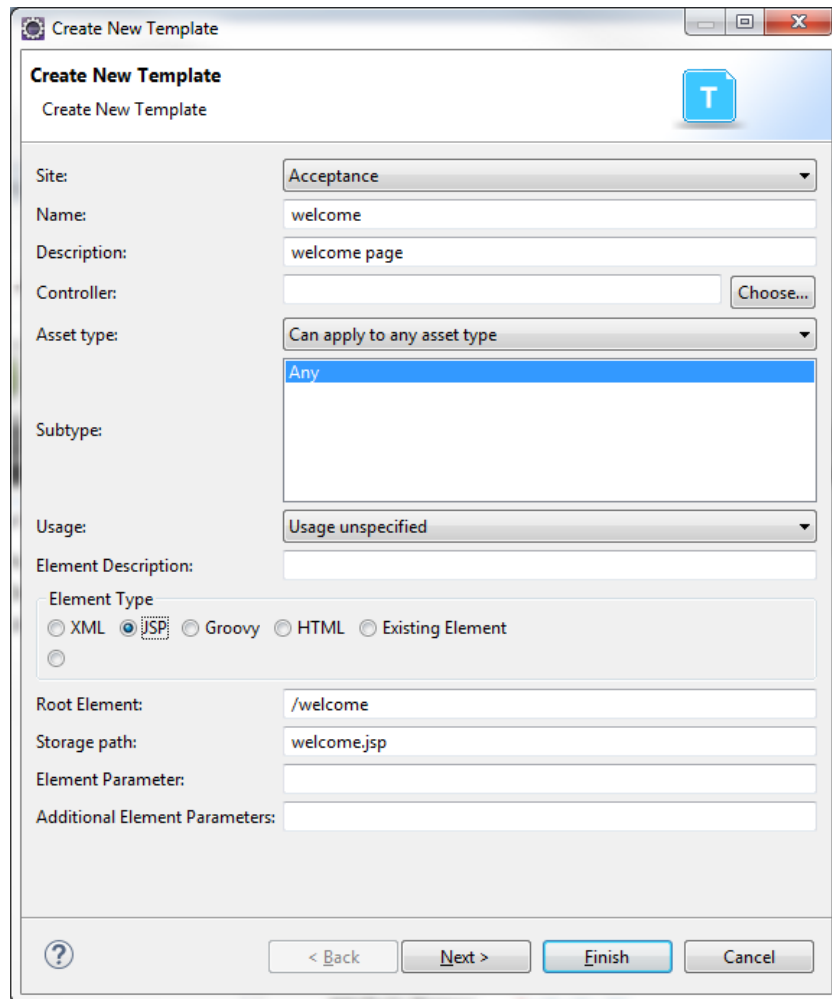 Create New Template
Create New Template
Create New Template
T
Site: Acceptance
Name: welcome
Description: welcome page
Controller: Choose...
Asset type: Can apply to any asset type
Any
Subtype:
Usage: Usage unspecified
Element Description:
Element Type
XML JSP Groovy HTML Existing Element
Root Element: /welcome
Storage path: welcome.jsp
Element Parameter:
Additional Element Parameters:
? < Back Next > Finish Cancel